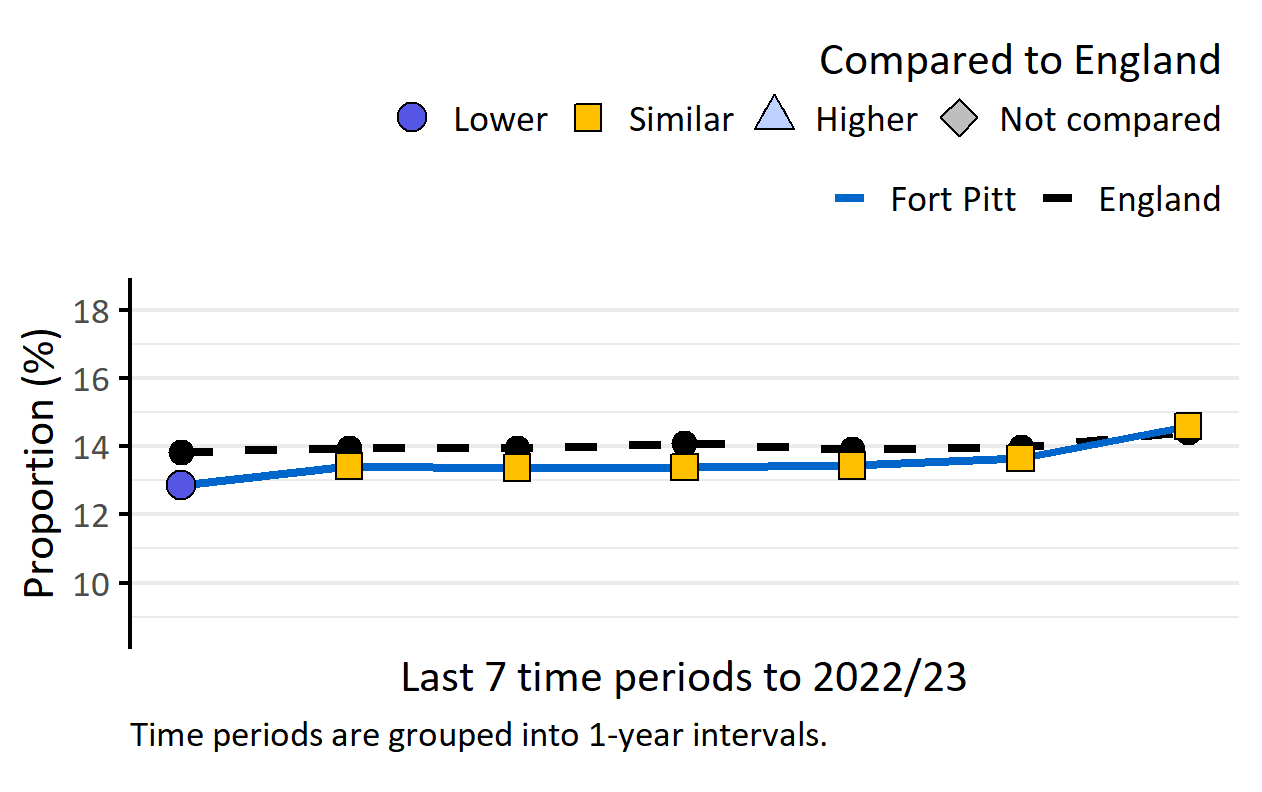 Compared to England
Lower Similar Higher Not compared
Fort Pitt England
Proportion (%)
18
16
14
12
10
Last 7 time periods to 2022/23
Time periods are grouped into 1-year intervals.